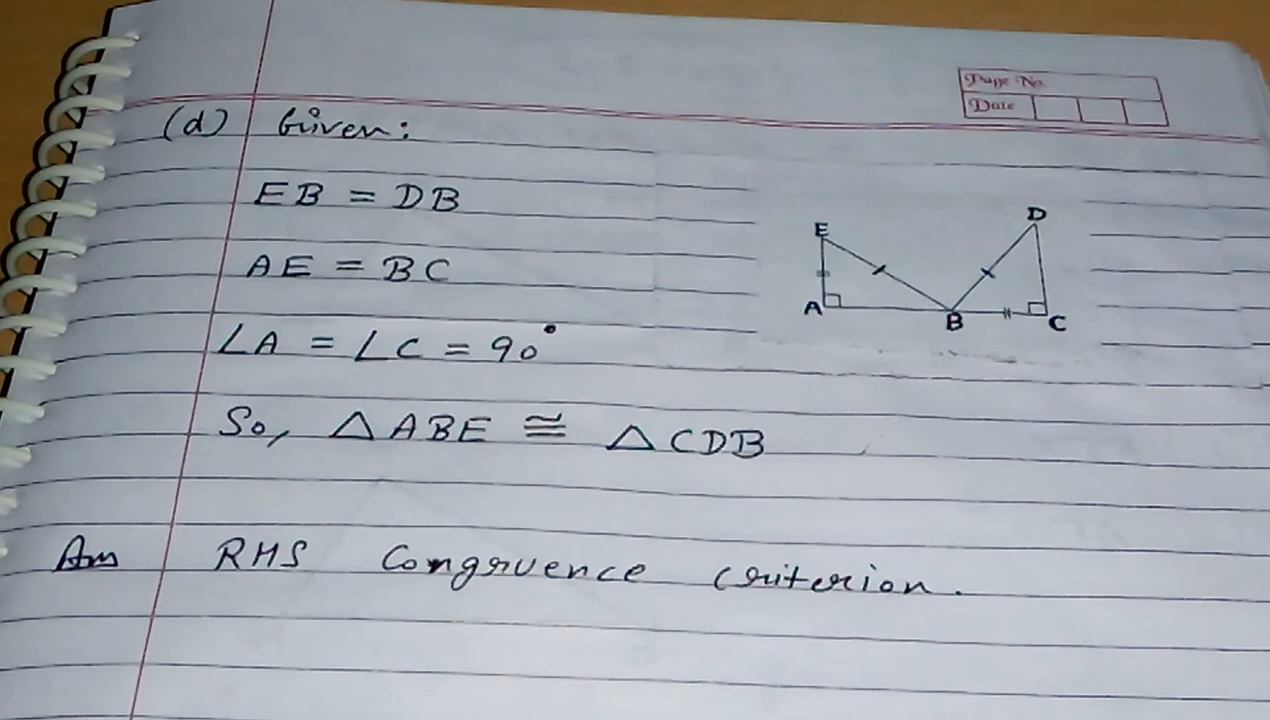 Page No.
Date
(d) Given:
EB = DB
AE = BC
∠A = ∠C = 90°
So, △ABE ≅ △CDB
Ans RHS Congruence Criterion.
E
D
A
B
C